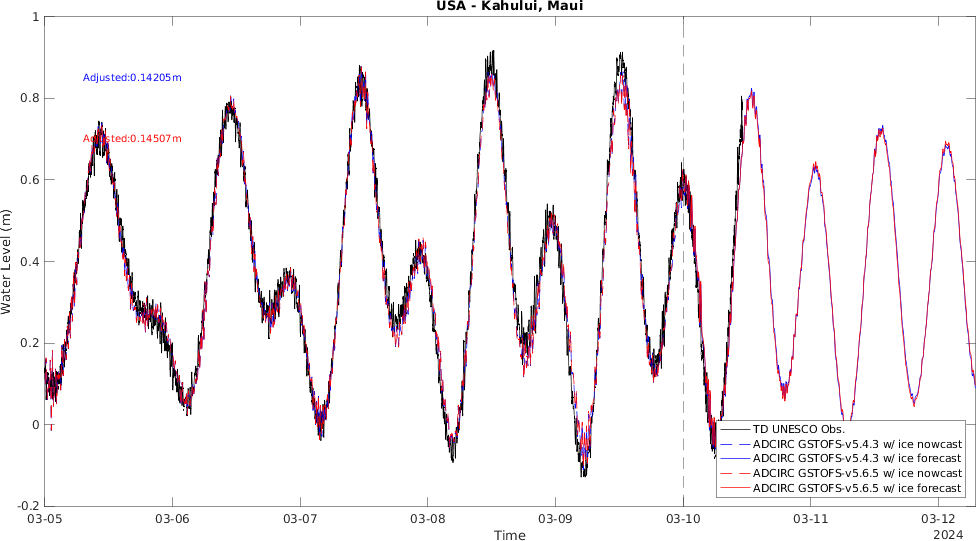 USA - Kahului, Maui
1
0.8
0.6
0.4
0.2
0
-0.2
Water Level (m)
Adjusted:0.14205m
Adjusted:0.14507m
TD UNESCO Obs.
ADCIRC GSTOFS-v5.4.3 w/ ice nowcast
ADCIRC GSTOFS-v5.4.3 w/ ice forecast
ADCIRC GSTOFS-v5.6.5 w/ ice nowcast
ADCIRC GSTOFS-v5.6.5 w/ ice forecast
03-05 03-06 03-07 03-08 03-09 03-10 03-11 03-12
Time
2024